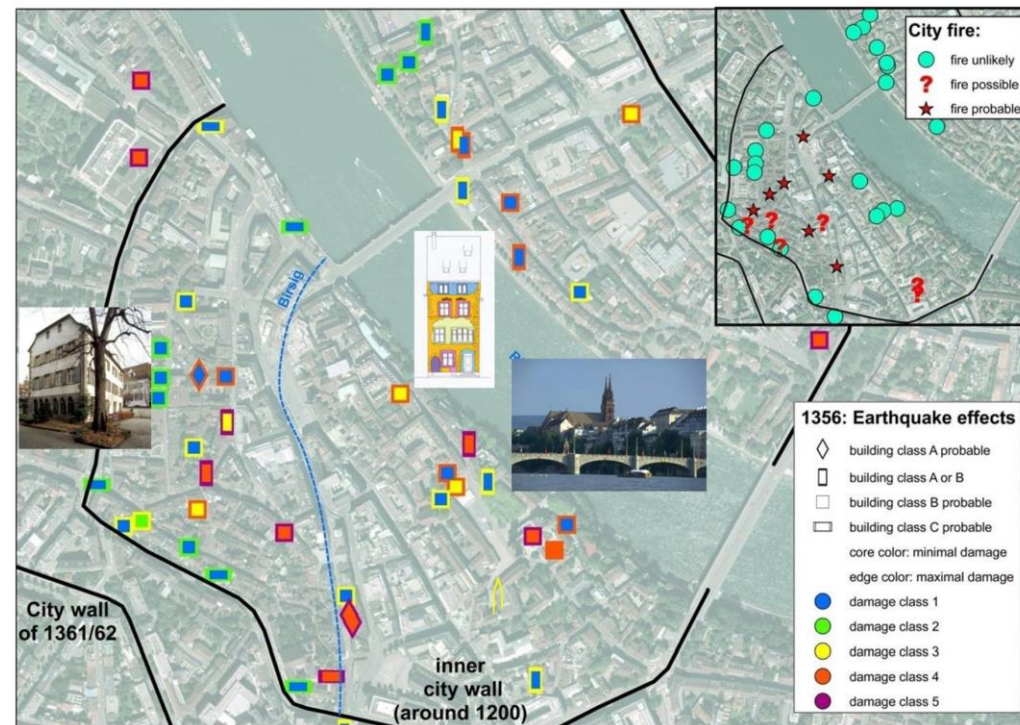 City fire:
fire unlikely
? fire possible
fire probable
Birsig
1356: Earthquake effects
building class A probable
building class A or B
building class B probable
building class C probable
core color: minimal damage
edge color: maximal damage
damage class 1
damage class 2
damage class 3
damage class 4
damage class 5
City wall
of 1361/62
inner
city wall
(around 1200)